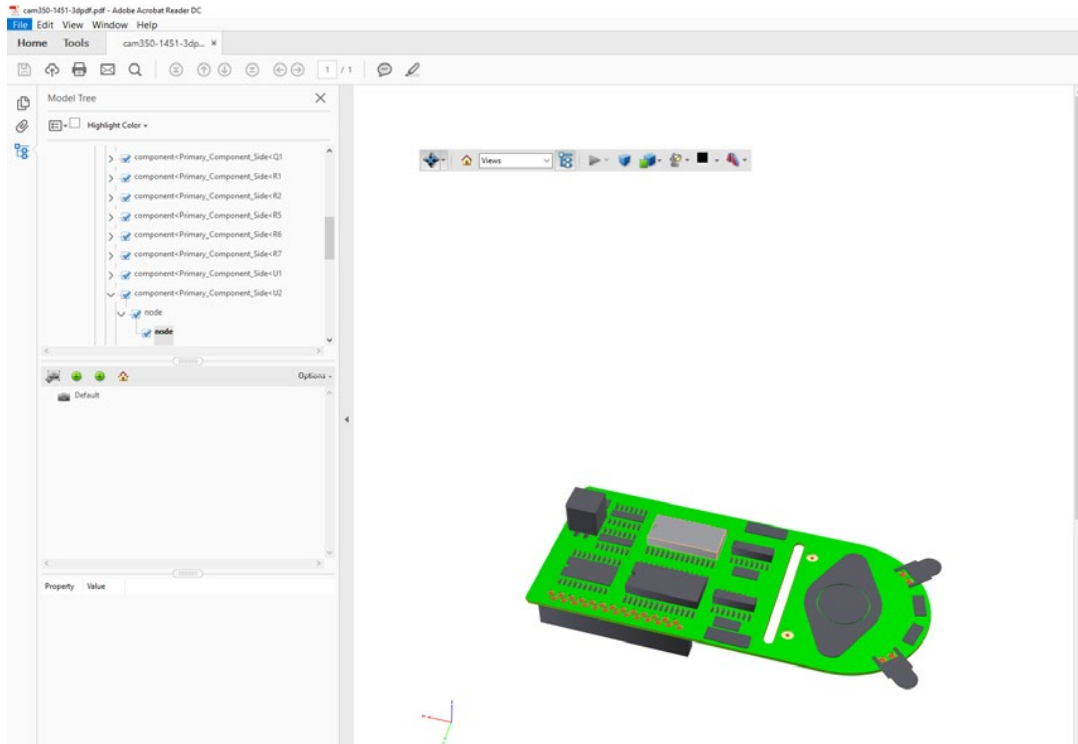 cam350-1451-3dpdf.pdf - Adobe Acrobat Reader DC
File Edit View Window Help
Home Tools cam350-1451-3dp... ×
1 / 1
Model Tree
Highlight Color
component<Primary_Component_Side<Q1
component<Primary_Component_Side<R1
component<Primary_Component_Side<R2
component<Primary_Component_Side<R5
component<Primary_Component_Side<R6
component<Primary_Component_Side<R7
component<Primary_Component_Side<U1
component<Primary_Component_Side<U2
node
node
Options
Default
Property Value
Views